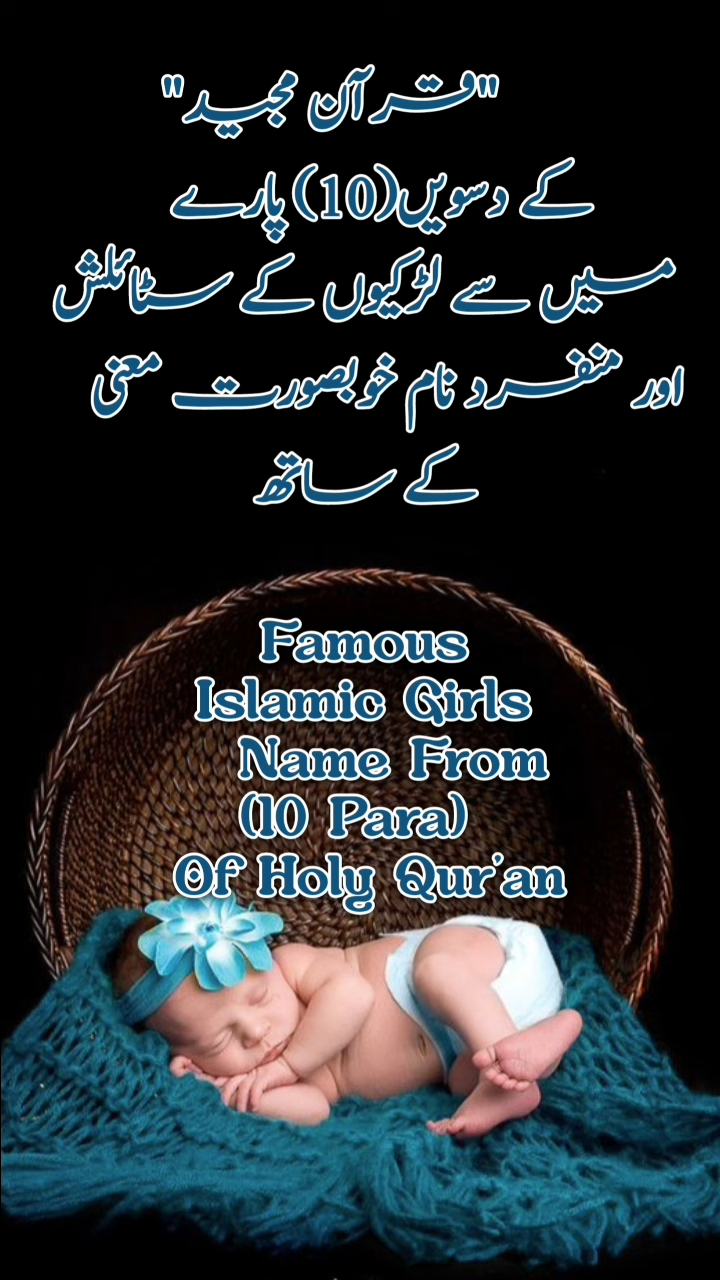 "قرآن مجید"
کے دسویں(10) پارے
میں سے لڑکیوں کے سٹائلش
اور منفرد نام خوبصورت معنی
کے ساتھ
Famous
Islamic Girls
Name From
(10 Para)
Of Holy Qur'an